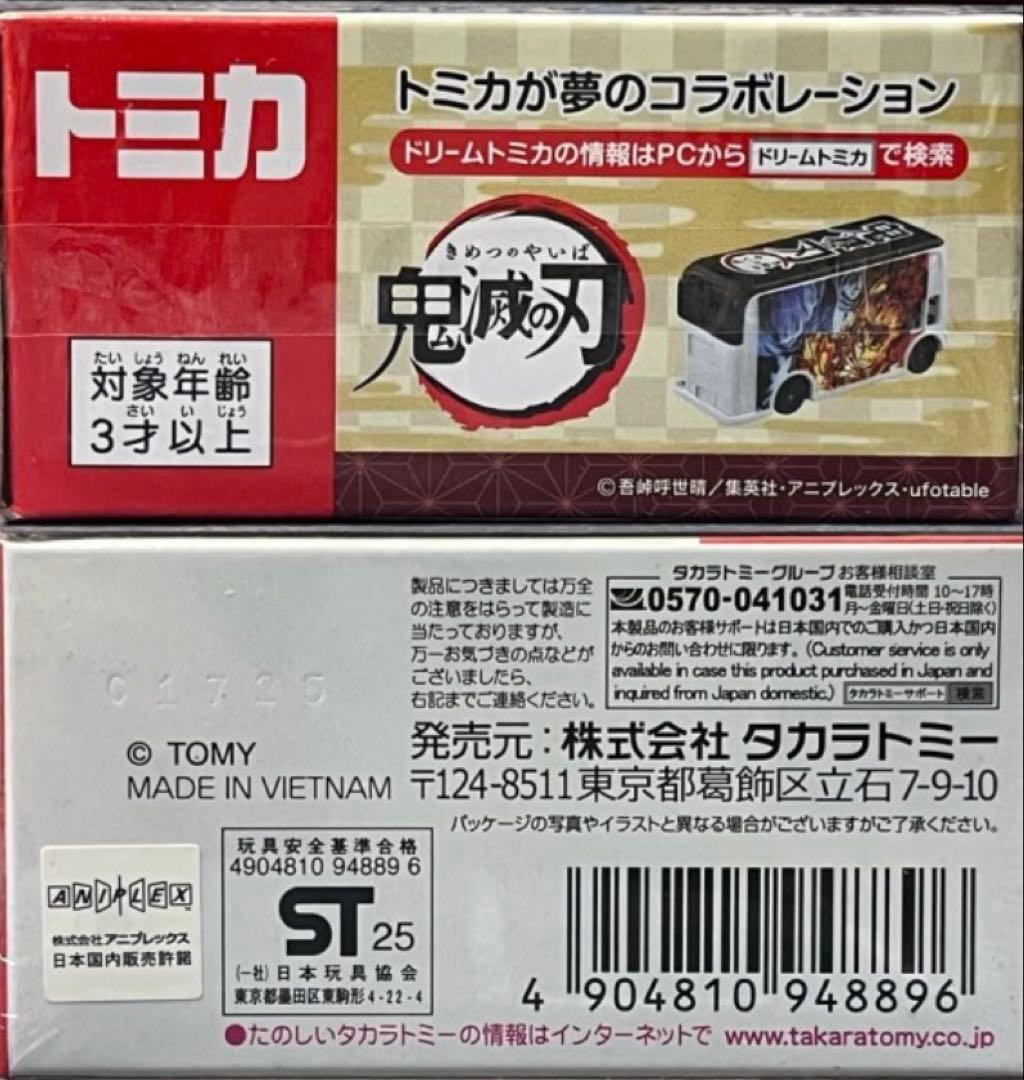 トミカ
トミカが夢のコラボレーション
ドリームトミカの情報はPCから ドリームトミカ で検索
きめつのやいば
鬼滅の刃
たい しょう ねん れい
対象年齢
さい い じょう
3才以上
©吾峠呼世晴／集英社・アニプレックス・ufotable
製品につきましては万全
の注意をはらって製造に
当たっておりますが、
万一お気づきの点などが
ございましたら、
右記までご連絡ください。
タカラトミーグループ お客様相談室
0570-041031 電話受付時間 10〜17時
月〜金曜日(土日・祝日除く)
本製品のお客様サポートは日本国内でのご購入かつ日本国内
からのお問い合わせに限ります。(Customer service is only
available in case this product purchased in Japan and
inquired from Japan domestic.) タカラトミーサポート 検索
C1725
© TOMY
MADE IN VIETNAM
発売元：株式会社 タカラトミー
〒124-8511 東京都葛飾区立石7-9-10
パッケージの写真やイラストと異なる場合がございますがご了承ください。
ANIPLEX
株式会社アニプレックス
日本国内販売許諾
玩具安全基準合格
4904810 94889 6
ST 25
(一社)日本玩具協会
東京都墨田区東駒形4-22-4
4 904810 948896
●たのしいタカラトミーの情報はインターネットで www.takaratomy.co.jp